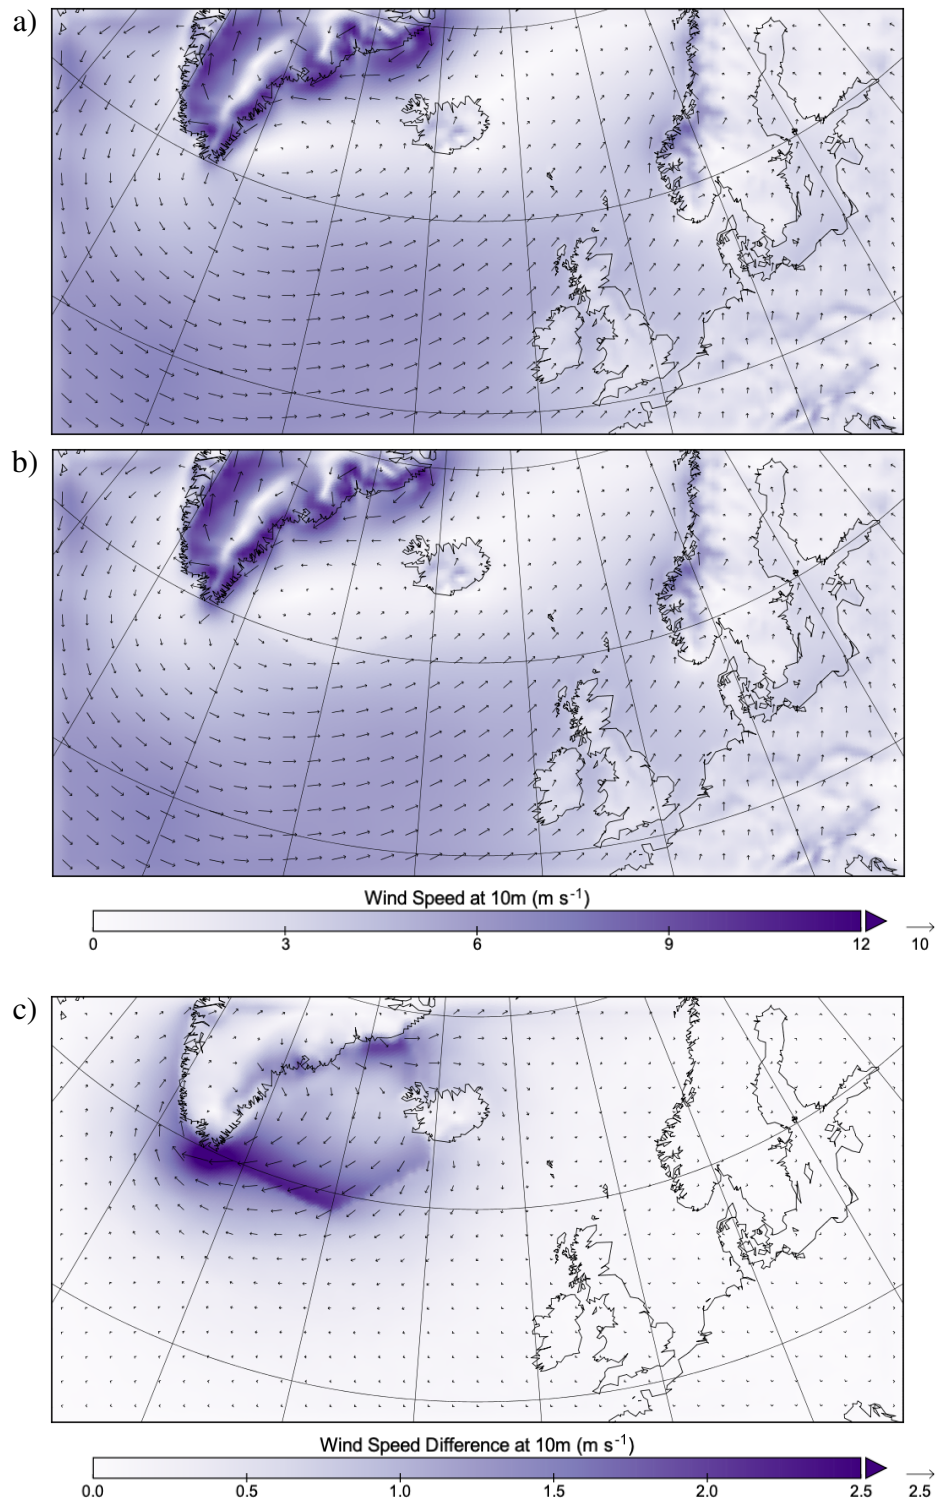 a)
b)
Wind Speed at 10m (m s⁻¹)
0 3 6 9 12 10
c)
Wind Speed Difference at 10m (m s⁻¹)
0.0 0.5 1.0 1.5 2.0 2.5 2.5